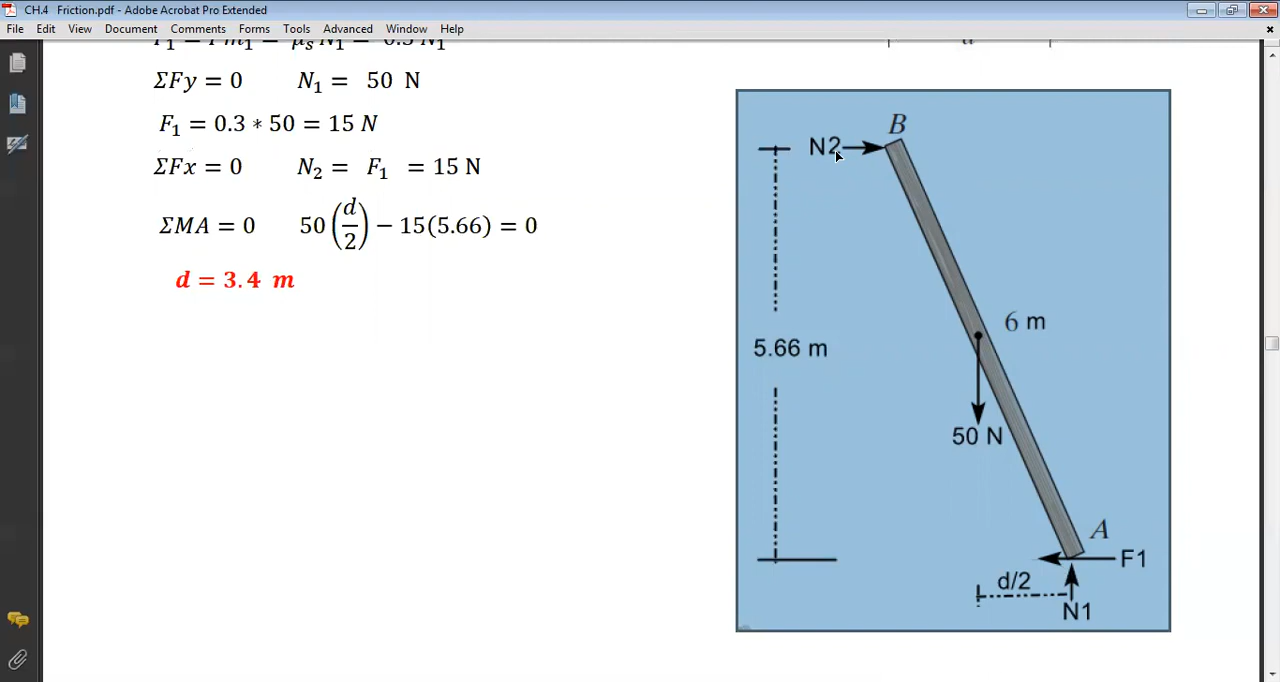 CH.4 Friction.pdf - Adobe Acrobat Pro Extended
File Edit View Document Comments Forms Tools Advanced Window Help
ΣFy = 0 N₁ = 50 N
F₁ = 0.3 * 50 = 15 N
ΣFx = 0 N₂ = F₁ = 15 N
ΣMA = 0 50 (d/2) − 15(5.66) = 0
d = 3.4 m
B
N2
6 m
5.66 m
50 N
A
F1
d/2
N1